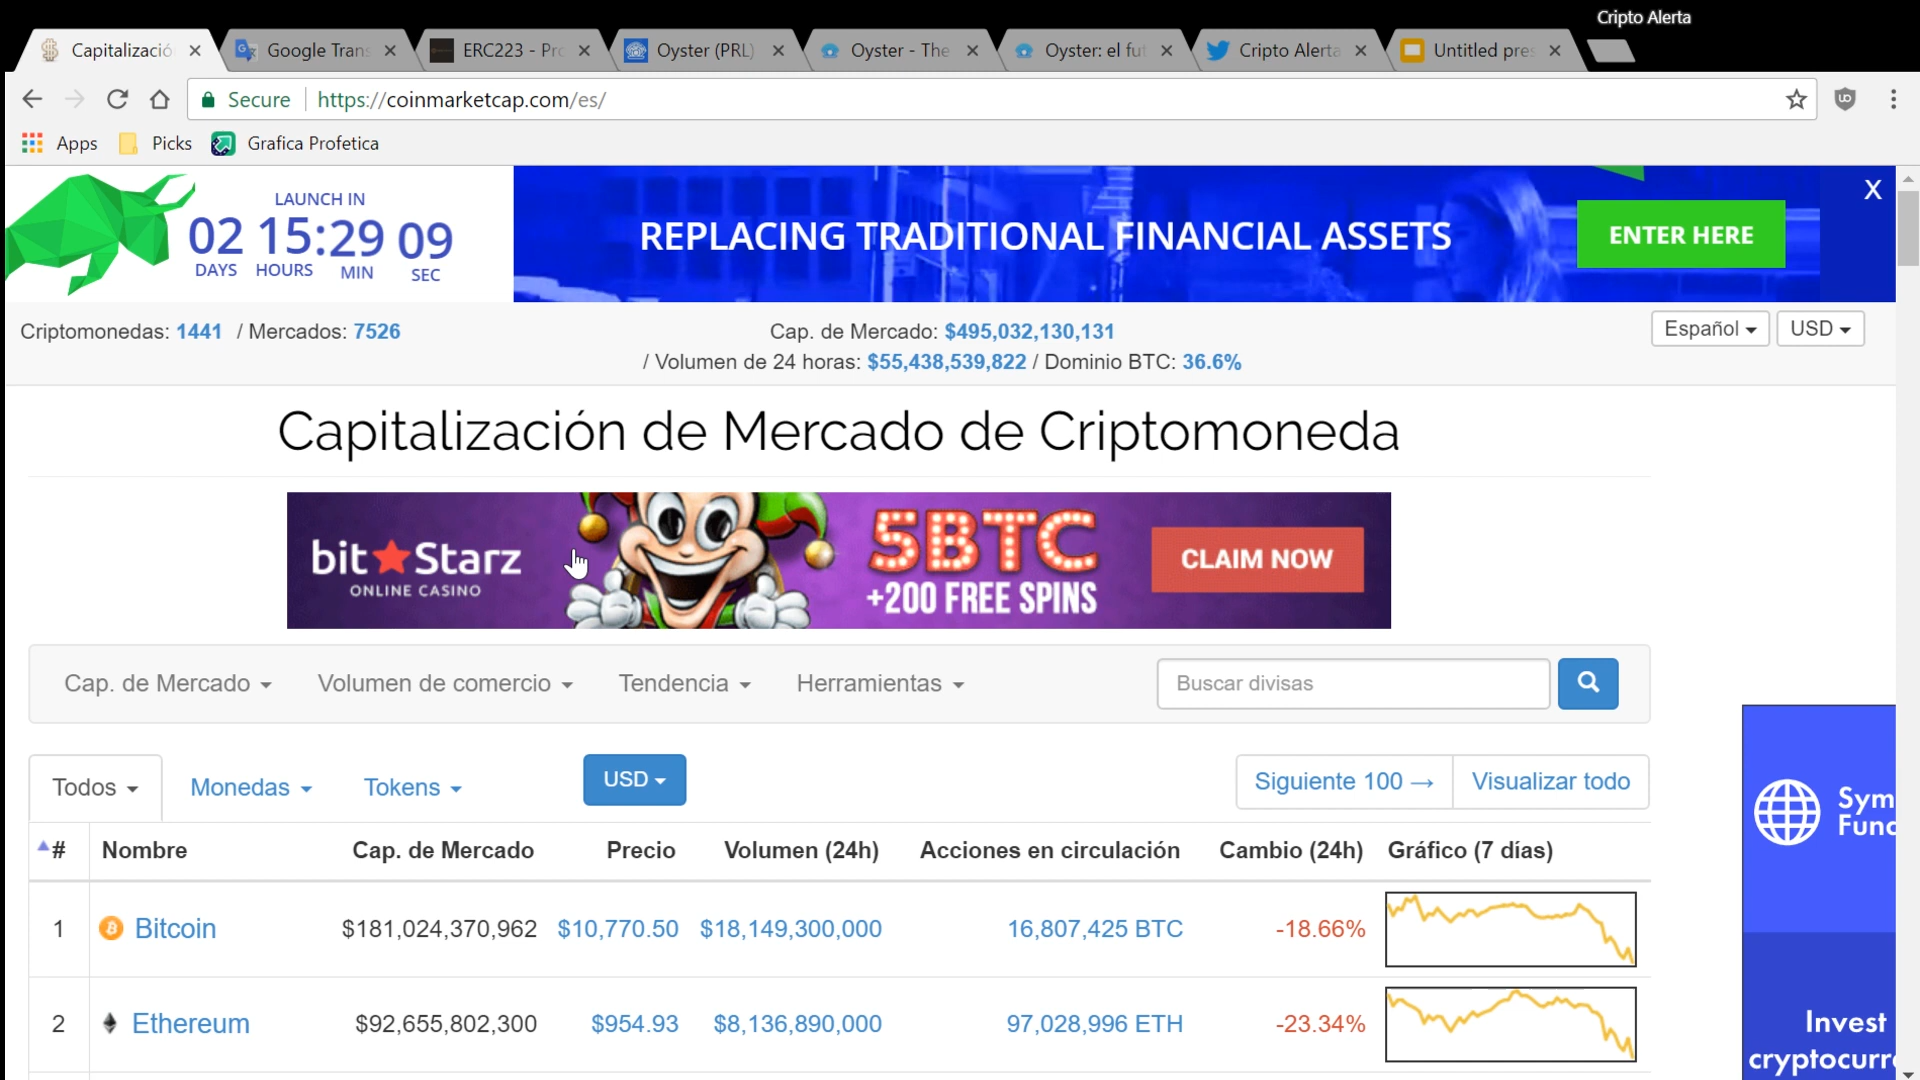 Cripto Alerta
Capitalizació
Google Trans
ERC223 - Pro
Oyster (PRL)
Oyster - The
Oyster: el fut
Cripto Alerta
Untitled pres
Secure
https://coinmarketcap.com/es/
Apps
Picks
Grafica Profetica
LAUNCH IN
02 15:29 09
DAYS HOURS MIN SEC
REPLACING TRADITIONAL FINANCIAL ASSETS
ENTER HERE
X
Criptomonedas: 1441 / Mercados: 7526
Cap. de Mercado: $495,032,130,131
/ Volumen de 24 horas: $55,438,539,822 / Dominio BTC: 36.6%
Español
USD
Capitalización de Mercado de Criptomoneda
bit Starz
ONLINE CASINO
5BTC
+200 FREE SPINS
CLAIM NOW
Cap. de Mercado
Volumen de comercio
Tendencia
Herramientas
Buscar divisas
Todos
Monedas
Tokens
USD
Siguiente 100 →
Visualizar todo
# Nombre Cap. de Mercado Precio Volumen (24h) Acciones en circulación Cambio (24h) Gráfico (7 días)
1 Bitcoin $181,024,370,962 $10,770.50 $18,149,300,000 16,807,425 BTC -18.66%
2 Ethereum $92,655,802,300 $954.93 $8,136,890,000 97,028,996 ETH -23.34%
Sym
Func
Invest
cryptocurr